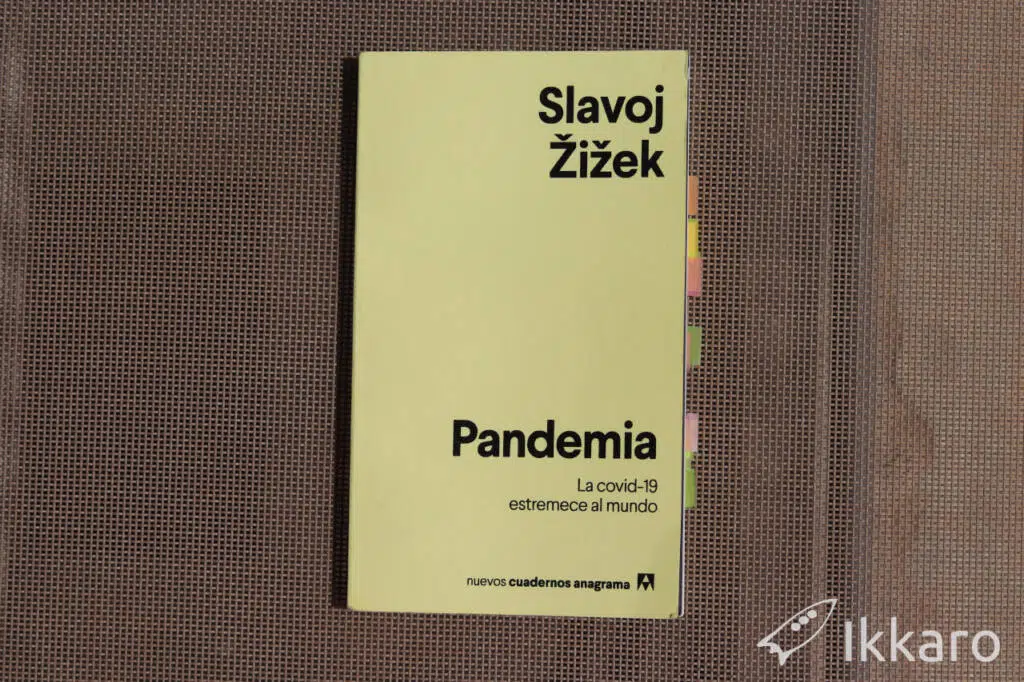 Slavoj
Žižek
Pandemia
La covid-19
estremece al mundo
nuevos cuadernos anagrama
Ikkaro